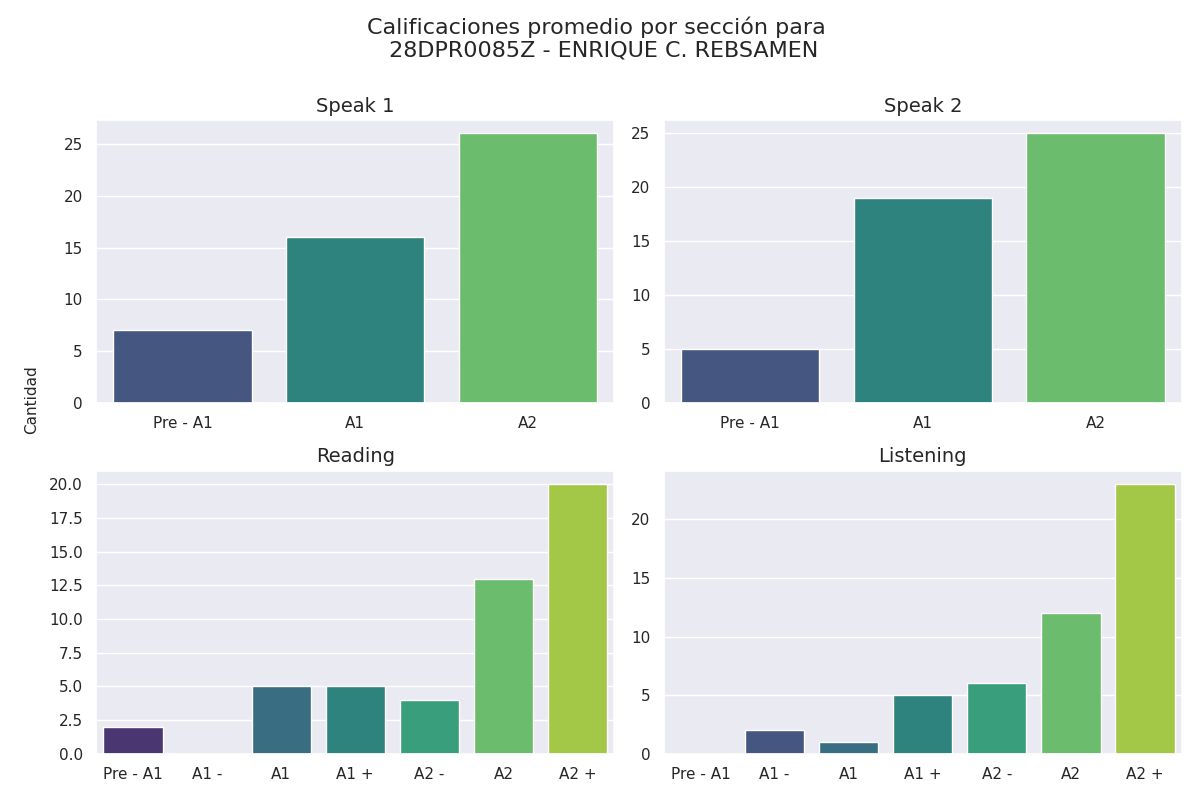 Calificaciones promedio por sección para
28DPR0085Z - ENRIQUE C. REBSAMEN
Speak 1
25
20
15
10
5
0
Pre - A1 A1 A2
Speak 2
25
20
15
10
5
0
Pre - A1 A1 A2
Cantidad
Reading
20.0
17.5
15.0
12.5
10.0
7.5
5.0
2.5
0.0
Pre - A1 A1 - A1 A1 + A2 - A2 A2 +
Listening
20
15
10
5
0
Pre - A1 A1 - A1 A1 + A2 - A2 A2 +